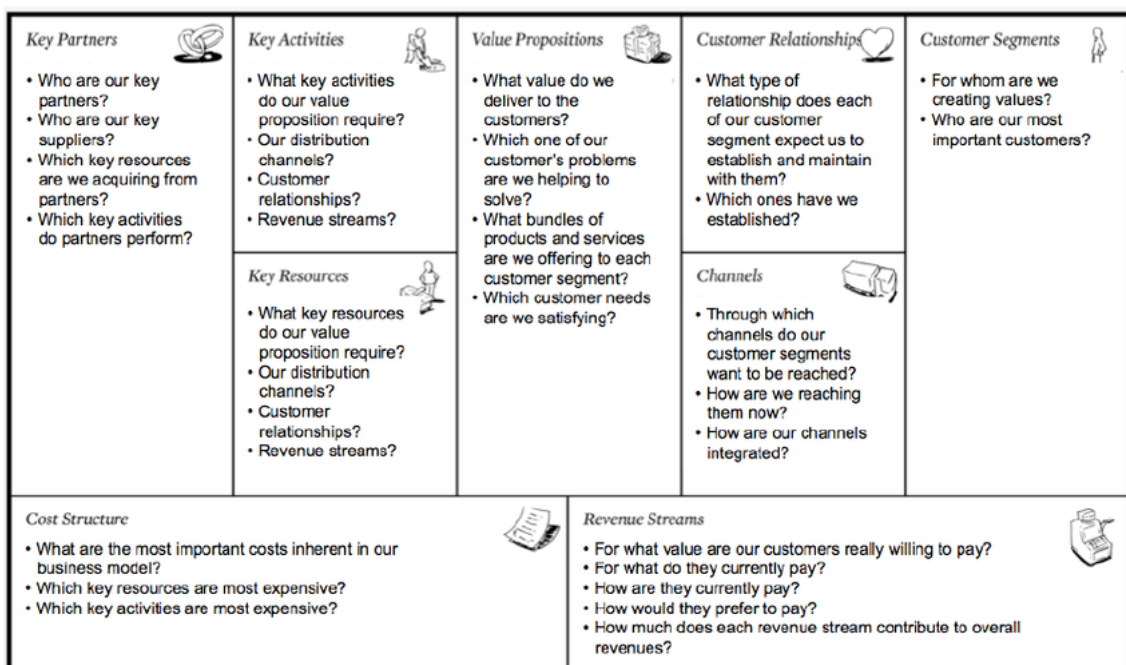 Key Partners
• Who are our key
partners?
• Who are our key
suppliers?
• Which key resources
are we acquiring from
partners?
• Which key activities
do partners perform?
Key Activities
• What key activities
do our value
proposition require?
• Our distribution
channels?
• Customer
relationships?
• Revenue streams?
Key Resources
• What key resources
do our value
proposition require?
• Our distribution
channels?
• Customer
relationships?
• Revenue streams?
Value Propositions
• What value do we
deliver to the
customers?
• Which one of our
customer's problems
are we helping to
solve?
• What bundles of
products and services
are we offering to each
customer segment?
• Which customer needs
are we satisfying?
Customer Relationships
• What type of
relationship does each
of our customer
segment expect us to
establish and maintain
with them?
• Which ones have we
established?
Channels
• Through which
channels do our
customer segments
want to be reached?
• How are we reaching
them now?
• How are our channels
integrated?
Customer Segments
• For whom are we
creating values?
• Who are our most
important customers?
Cost Structure
• What are the most important costs inherent in our
business model?
• Which key resources are most expensive?
• Which key activities are most expensive?
Revenue Streams
• For what value are our customers really willing to pay?
• For what do they currently pay?
• How are they currently pay?
• How would they prefer to pay?
• How much does each revenue stream contribute to overall
revenues?